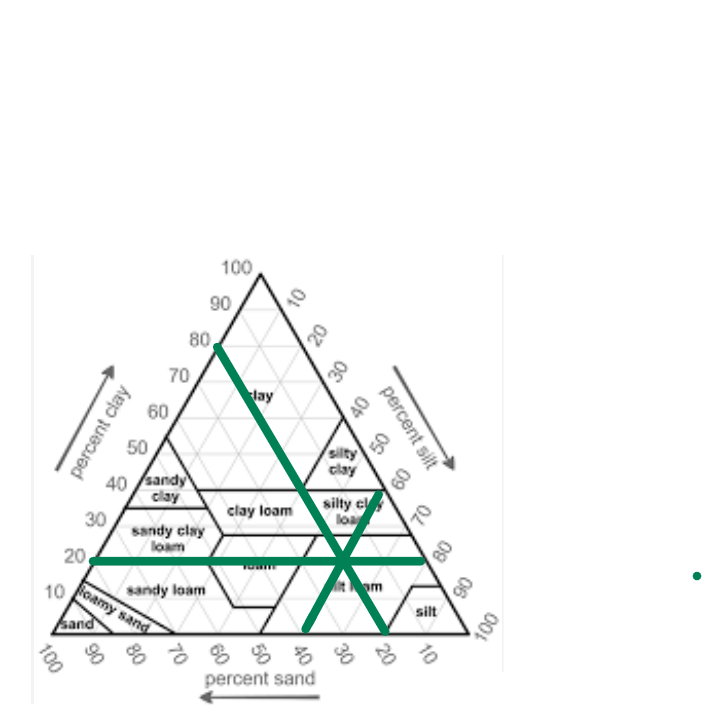 100
90
80
70
60
50
40
30
20
10
percent clay
10
20
30
40
50
60
70
80
90
100
percent silt
clay
silty
clay
sandy
clay
clay loam
silty clay
loam
sandy clay
loam
loam
sandy loam
silt loam
loamy sand
silt
sand
100
90
80
70
60
50
40
30
20
10
percent sand